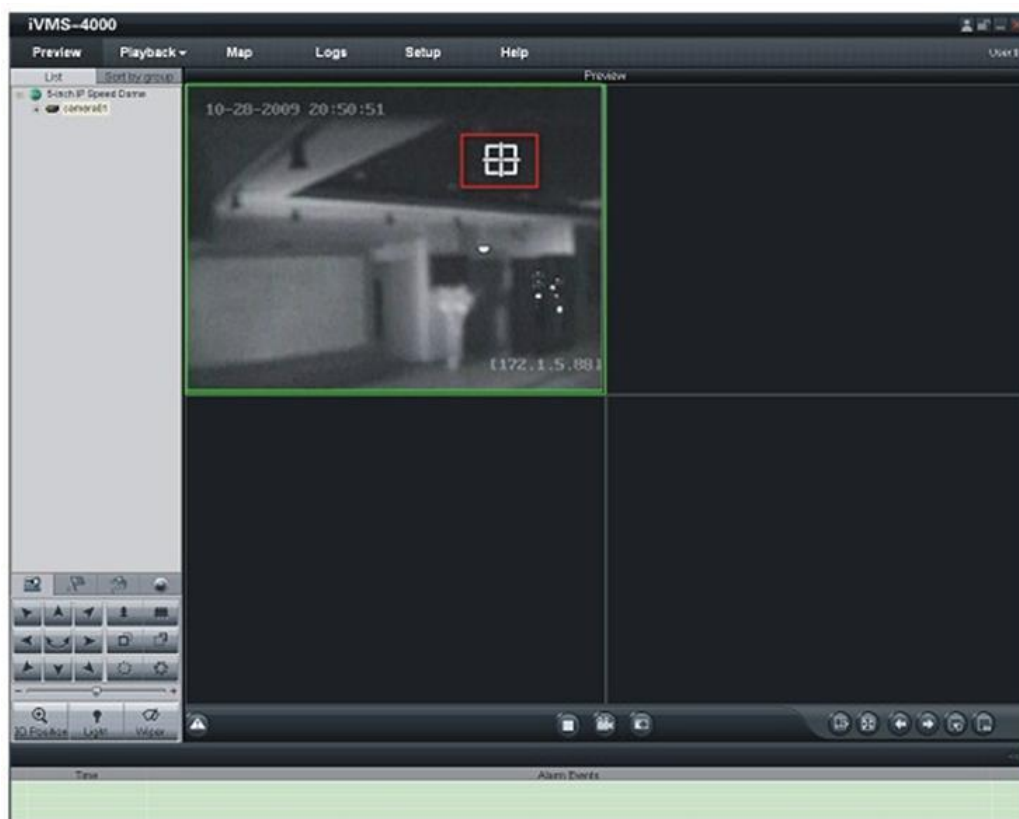 iVMS-4000
Preview Playback Map Logs Setup Help
List Sort by group Preview
5-inch IP Speed Dome
camera01
10-28-2009 20:50:51
[172.1.5.88]
3D Position Light Wiper
Time Alarm Events